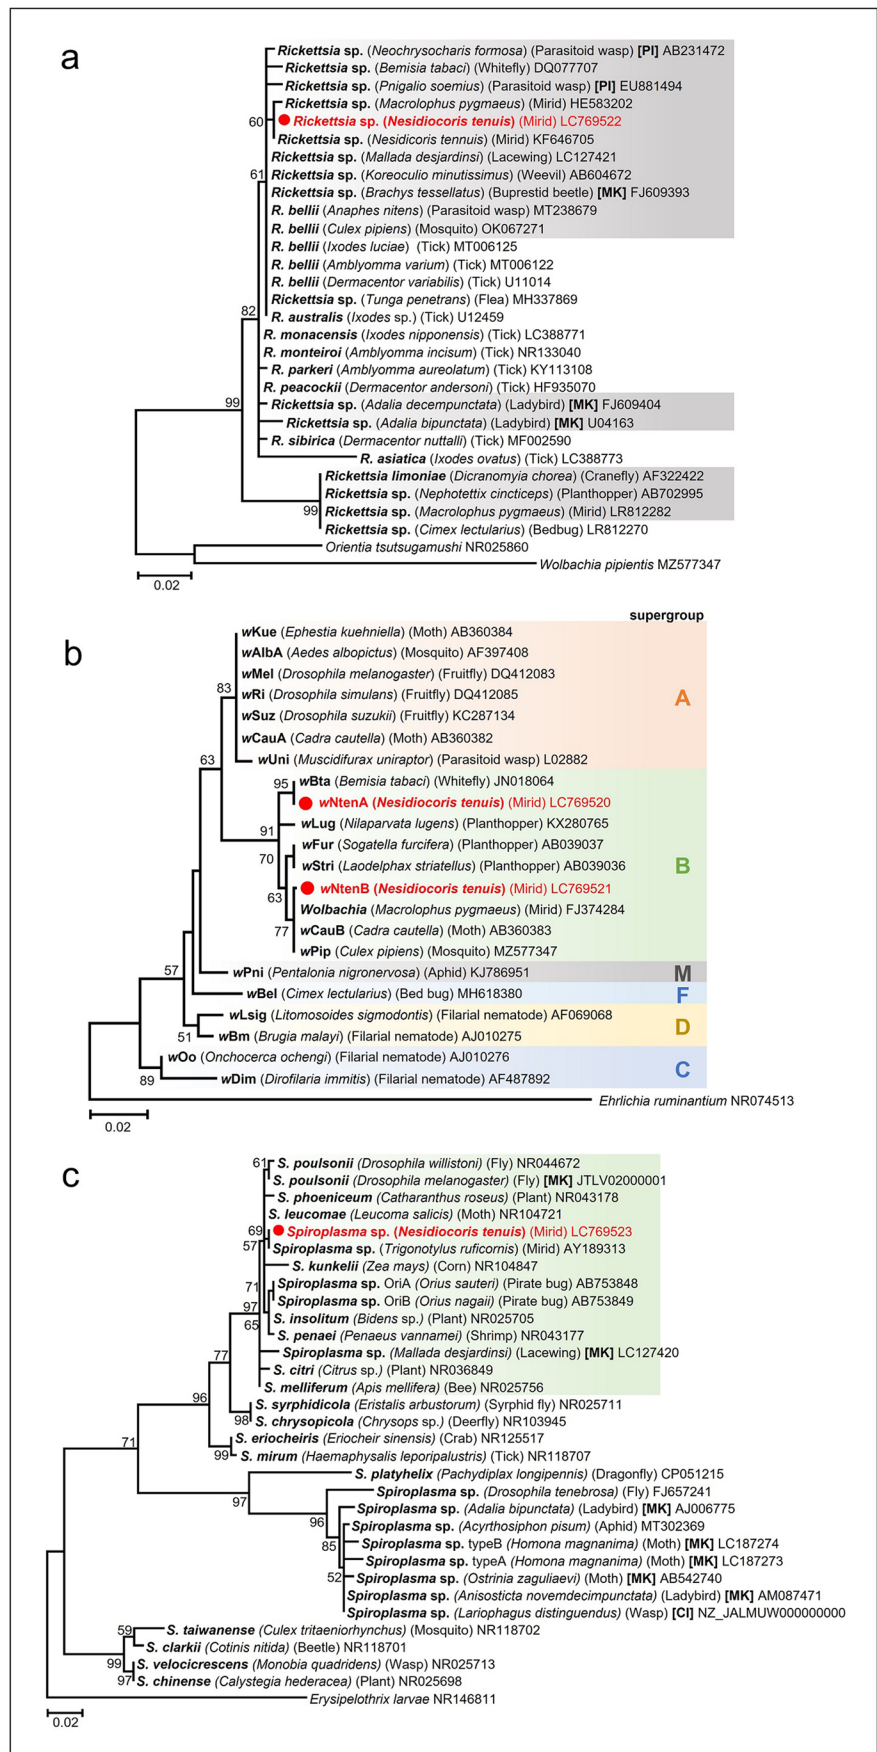 a
Rickettsia sp. (Neochrysocharis formosa) (Parasitoid wasp) [PI] AB231472
Rickettsia sp. (Bemisia tabaci) (Whitefly) DQ077707
Rickettsia sp. (Pnigalio soemius) (Parasitoid wasp) [PI] EU881494
Rickettsia sp. (Macrolophus pygmaeus) (Mirid) HE583202
60 Rickettsia sp. (Nesidiocoris tenuis) (Mirid) LC769522
Rickettsia sp. (Nesidicoris tennuis) (Mirid) KF646705
Rickettsia sp. (Mallada desjardinsi) (Lacewing) LC127421
61 Rickettsia sp. (Koreoculio minutissimus) (Weevil) AB604672
Rickettsia sp. (Brachys tessellatus) (Buprestid beetle) [MK] FJ609393
R. bellii (Anaphes nitens) (Parasitoid wasp) MT238679
R. bellii (Culex pipiens) (Mosquito) OK067271
R. bellii (Ixodes luciae) (Tick) MT006125
R. bellii (Amblyomma varium) (Tick) MT006122
R. bellii (Dermacentor variabilis) (Tick) U11014
Rickettsia sp. (Tunga penetrans) (Flea) MH337869
82 R. australis (Ixodes sp.) (Tick) U12459
R. monacensis (Ixodes nipponensis) (Tick) LC388771
R. monteiroi (Amblyomma incisum) (Tick) NR133040
R. parkeri (Amblyomma aureolatum) (Tick) KY113108
R. peacockii (Dermacentor andersoni) (Tick) HF935070
99 Rickettsia sp. (Adalia decempunctata) (Ladybird) [MK] FJ609404
Rickettsia sp. (Adalia bipunctata) (Ladybird) [MK] U04163
R. sibirica (Dermacentor nuttalli) (Tick) MF002590
R. asiatica (Ixodes ovatus) (Tick) LC388773
Rickettsia limoniae (Dicranomyia chorea) (Cranefly) AF322422
Rickettsia sp. (Nephotettix cincticeps) (Planthopper) AB702995
99 Rickettsia sp. (Macrolophus pygmaeus) (Mirid) LR812282
Rickettsia sp. (Cimex lectularius) (Bedbug) LR812270
Orientia tsutsugamushi NR025860
Wolbachia pipientis MZ577347
0.02
supergroup
b
wKue (Ephestia kuehniella) (Moth) AB360384
wAlbA (Aedes albopictus) (Mosquito) AF397408
wMel (Drosophila melanogaster) (Fruitfly) DQ412083
83 wRi (Drosophila simulans) (Fruitfly) DQ412085 A
wSuz (Drosophila suzukii) (Fruitfly) KC287134
wCauA (Cadra cautella) (Moth) AB360382
63 wUni (Muscidifurax uniraptor) (Parasitoid wasp) L02882
95 wBta (Bemisia tabaci) (Whitefly) JN018064
wNtenA (Nesidiocoris tenuis) (Mirid) LC769520
91 wLug (Nilaparvata lugens) (Planthopper) KX280765
wFur (Sogatella furcifera) (Planthopper) AB039037
70 wStri (Laodelphax striatellus) (Planthopper) AB039036 B
63 wNtenB (Nesidiocoris tenuis) (Mirid) LC769521
Wolbachia (Macrolophus pygmaeus) (Mirid) FJ374284
77 wCauB (Cadra cautella) (Moth) AB360383
wPip (Culex pipiens) (Mosquito) MZ577347
57 wPni (Pentalonia nigronervosa) (Aphid) KJ786951 M
wBel (Cimex lectularius) (Bed bug) MH618380 F
wLsig (Litomosoides sigmodontis) (Filarial nematode) AF069068
51 wBm (Brugia malayi) (Filarial nematode) AJ010275 D
wOo (Onchocerca ochengi) (Filarial nematode) AJ010276
89 wDim (Dirofilaria immitis) (Filarial nematode) AF487892 C
Ehrlichia ruminantium NR074513
0.02
c
61 S. poulsonii (Drosophila willistoni) (Fly) NR044672
S. poulsonii (Drosophila melanogaster) (Fly) [MK] JTLV02000001
S. phoeniceum (Catharanthus roseus) (Plant) NR043178
S. leucomae (Leucoma salicis) (Moth) NR104721
69 Spiroplasma sp. (Nesidiocoris tenuis) (Mirid) LC769523
57 Spiroplasma sp. (Trigonotylus ruficornis) (Mirid) AY189313
S. kunkelii (Zea mays) (Corn) NR104847
71 Spiroplasma sp. OriA (Orius sauteri) (Pirate bug) AB753848
97 Spiroplasma sp. OriB (Orius nagaii) (Pirate bug) AB753849
65 S. insolitum (Bidens sp.) (Plant) NR025705
S. penaei (Penaeus vannamei) (Shrimp) NR043177
77 Spiroplasma sp. (Mallada desjardinsi) (Lacewing) [MK] LC127420
S. citri (Citrus sp.) (Plant) NR036849
S. melliferum (Apis mellifera) (Bee) NR025756
96 S. syrphidicola (Eristalis arbustorum) (Syrphid fly) NR025711
98 S. chrysopicola (Chrysops sp.) (Deerfly) NR103945
71 S. eriocheiris (Eriocheir sinensis) (Crab) NR125517
99 S. mirum (Haemaphysalis leporipalustris) (Tick) NR118707
S. platyhelix (Pachydiplax longipennis) (Dragonfly) CP051215
97 Spiroplasma sp. (Drosophila tenebrosa) (Fly) FJ657241
96 Spiroplasma sp. (Adalia bipunctata) (Ladybird) [MK] AJ006775
Spiroplasma sp. (Acyrthosiphon pisum) (Aphid) MT302369
85 Spiroplasma sp. typeB (Homona magnanima) (Moth) [MK] LC187274
Spiroplasma sp. typeA (Homona magnanima) (Moth) [MK] LC187273
52 Spiroplasma sp. (Ostrinia zaguliaevi) (Moth) [MK] AB542740
Spiroplasma sp. (Anisosticta novemdecimpunctata) (Ladybird) [MK] AM087471
Spiroplasma sp. (Lariophagus distinguendus) (Wasp) [CI] NZ_JALMUW000000000
59 S. taiwanense (Culex tritaeniorhynchus) (Mosquito) NR118702
S. clarkii (Cotinis nitida) (Beetle) NR118701
99 S. velocicrescens (Monobia quadridens) (Wasp) NR025713
97 S. chinense (Calystegia hederacea) (Plant) NR025698
Erysipelothrix larvae NR146811
0.02